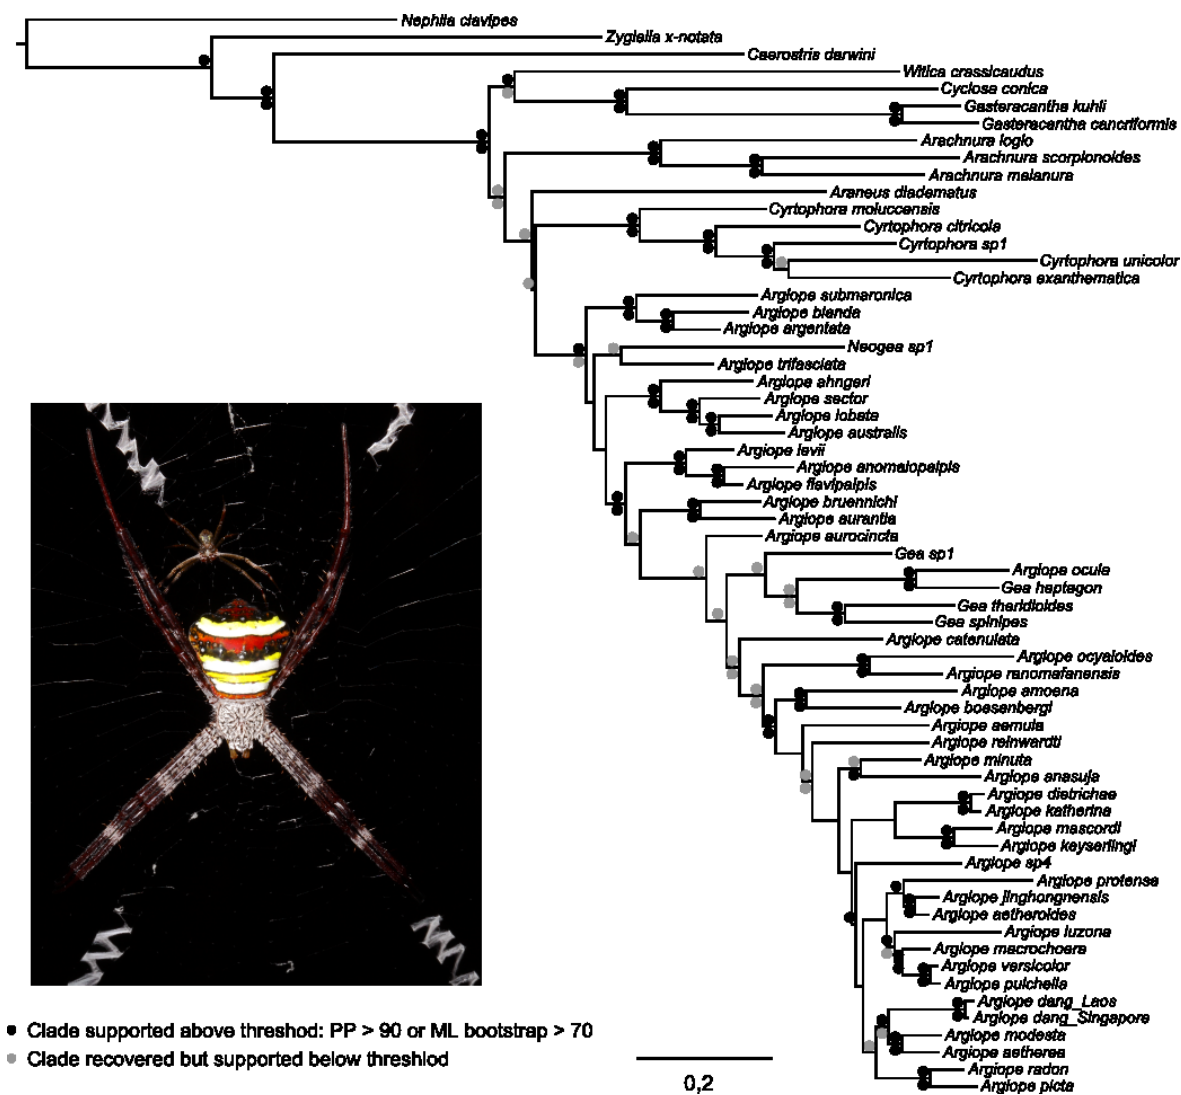 Nephila clavipes
Zygiella x-notata
Caerostris darwini
Witica crassicaudus
Cyclosa conica
Gasteracantha kuhli
Gasteracantha cancriformis
Arachnura logio
Arachnura scorpionoides
Arachnura melanura
Araneus diadematus
Cyrtophora moluccensis
Cyrtophora citricola
Cyrtophora sp1
Cyrtophora unicolor
Cyrtophora exanthematica
Argiope submaronica
Argiope blanda
Argiope argentata
Neogea sp1
Argiope trifasciata
Argiope ahngeri
Argiope sector
Argiope lobata
Argiope australis
Argiope levii
Argiope anomalopalpis
Argiope flavipalpis
Argiope bruennichi
Argiope aurantia
Argiope aurocincta
Gea sp1
Argiope ocula
Gea heptagon
Gea theridioides
Gea spinipes
Argiope catenulata
Argiope ocyaloides
Argiope ranomafanensis
Argiope amoena
Argiope boesenbergi
Argiope aemula
Argiope reinwardti
Argiope minuta
Argiope anasuja
Argiope dietrichae
Argiope katherina
Argiope mascordi
Argiope keyserlingi
Argiope sp4
Argiope protensa
Argiope jinghongnensis
Argiope aetheroides
Argiope luzona
Argiope macrochoera
Argiope versicolor
Argiope pulchella
Argiope dang_Laos
Argiope dang_Singapore
Argiope modesta
Argiope aetherea
Argiope radon
Argiope picta
Clade supported above threshod: PP > 90 or ML bootstrap > 70
Clade recovered but supported below threshlod
0,2